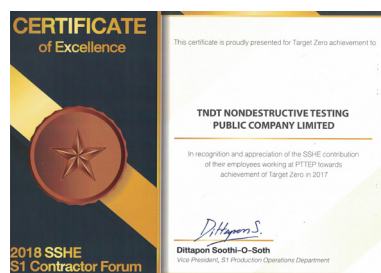 CERTIFICATE
of Excellence
This certificate is proudly presented for Target Zero achievement to
TNDT NONDESTRUCTIVE TESTING
PUBLIC COMPANY LIMITED
In recognition and appreciation of the SSHE contribution
of their employees working at PTTEP towards
achievement of Target Zero in 2017
Dittapon S.
Dittapon Soothi-O-Soth
Vice President, S1 Production Operations Department
2018 SSHE
S1 Contractor Forum